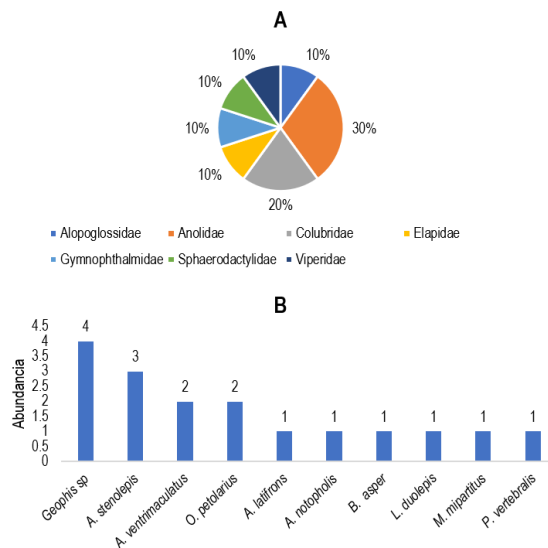 A
10%
10%
10%
30%
10%
10%
20%
Alopoglossidae
Anolidae
Colubridae
Elapidae
Gymnophthalmidae
Sphaerodactylidae
Viperidae
B
Abundancia
4.5
4
3.5
3
2.5
2
1.5
1
0.5
0
4
3
2
2
1
1
1
1
1
1
Geophis sp
A. stenolepis
A. ventrimaculatus
O. petolarius
A. latifrons
A. notopholis
B. asper
L. duolepis
M. mipartitus
P. vertebralis